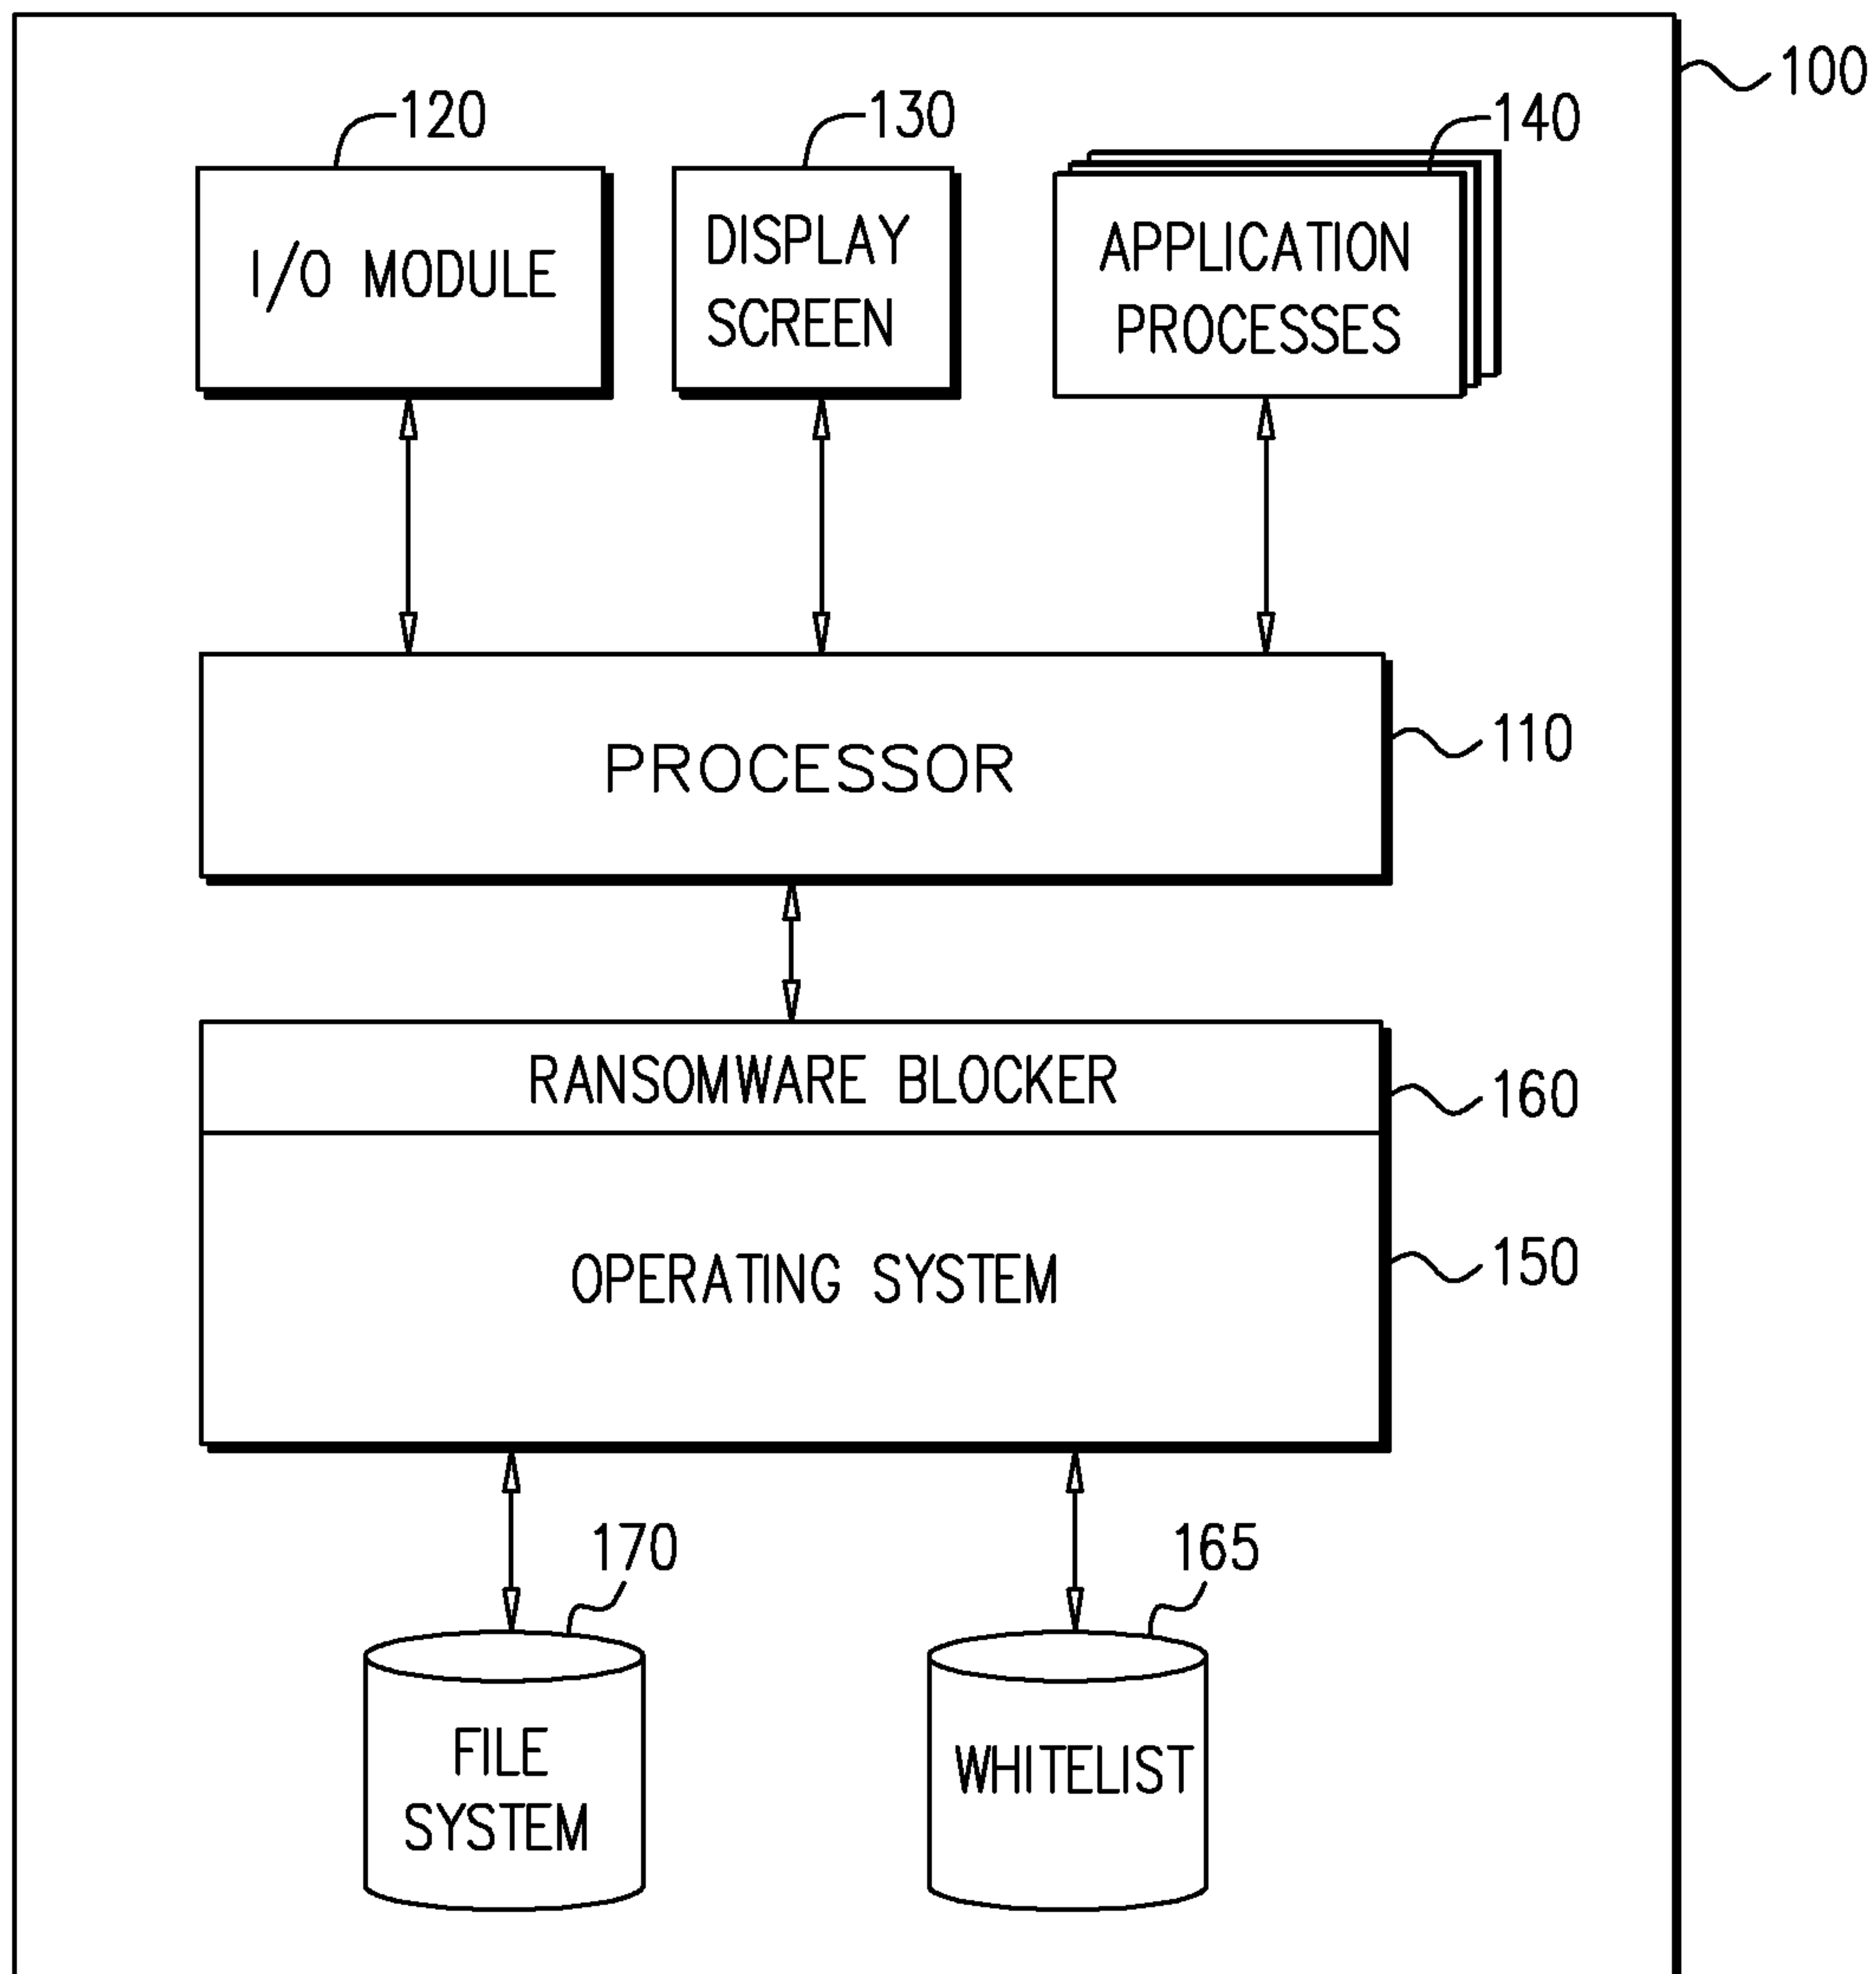 100
120
130
140
I/O MODULE
DISPLAY
SCREEN
APPLICATION
PROCESSES
PROCESSOR
110
RANSOMWARE BLOCKER
160
OPERATING SYSTEM
150
170
165
FILE
SYSTEM
WHITELIST